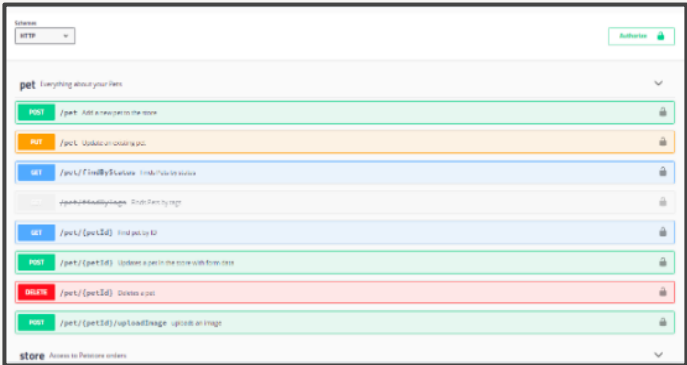 Schemes
HTTP
Authorize
pet Everything about your Pets
POST /pet Add a new pet to the store
PUT /pet Update an existing pet
GET /pet/findByStatus Finds Pets by status
/pet/findByTags Finds Pets by tags
GET /pet/{petId} Find pet by ID
POST /pet/{petId} Updates a pet in the store with form data
DELETE /pet/{petId} Deletes a pet
POST /pet/{petId}/uploadImage uploads an image
store Access to Petstore orders